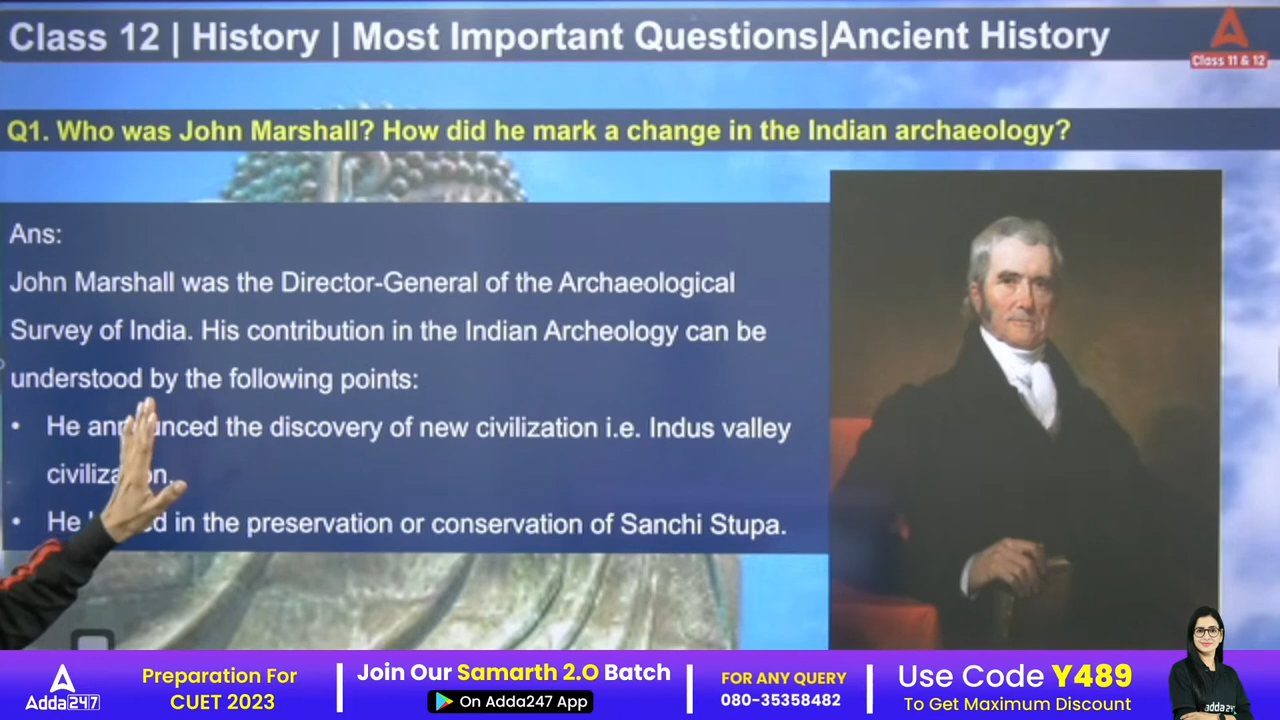 Class 12 | History | Most Important Questions|Ancient History
Class 11 & 12
Q1. Who was John Marshall? How did he mark a change in the Indian archaeology?
Ans:
John Marshall was the Director-General of the Archaeological
Survey of India. His contribution in the Indian Archeology can be
understood by the following points:
• He announced the discovery of new civilization i.e. Indus valley
civilization.
• He in the preservation or conservation of Sanchi Stupa.
Adda247
Preparation For
CUET 2023
Join Our Samarth 2.O Batch
On Adda247 App
FOR ANY QUERY
080-35358482
Use Code Y489
To Get Maximum Discount